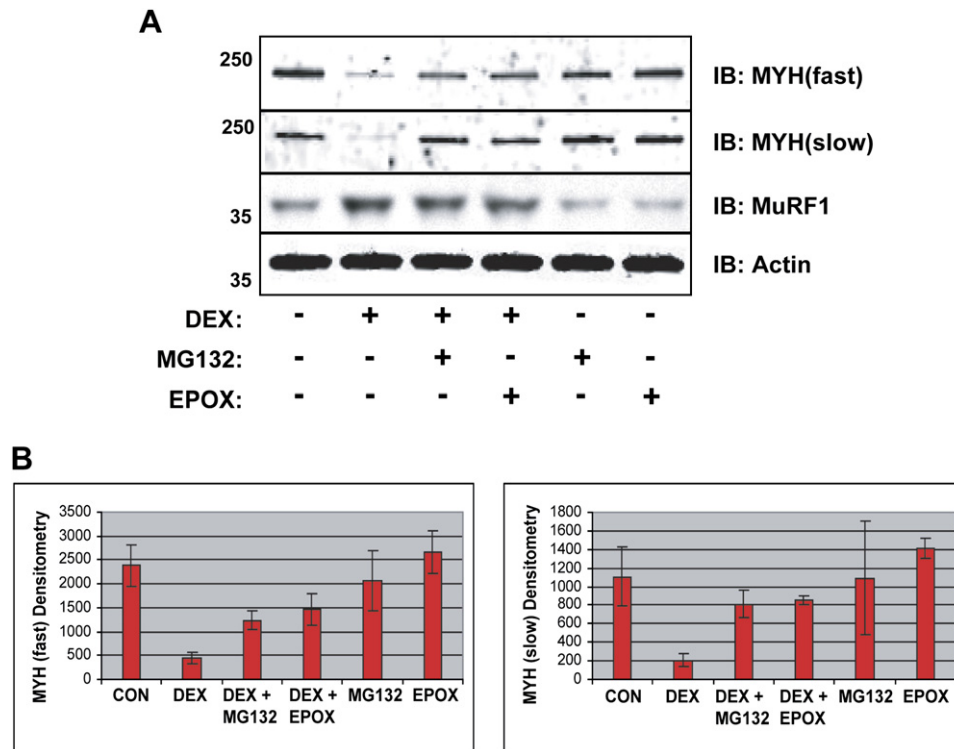 A
250
IB: MYH(fast)
250
IB: MYH(slow)
35
IB: MuRF1
35
IB: Actin
DEX: - + + + - -
MG132: - - + - + -
EPOX: - - - + - +
B
MYH (fast) Densitometry
3500
3000
2500
2000
1500
1000
500
0
CON DEX DEX + MG132 DEX + EPOX MG132 EPOX
MYH (slow) Densitometry
1800
1600
1400
1200
1000
800
600
400
200
0
CON DEX DEX + MG132 DEX + EPOX MG132 EPOX